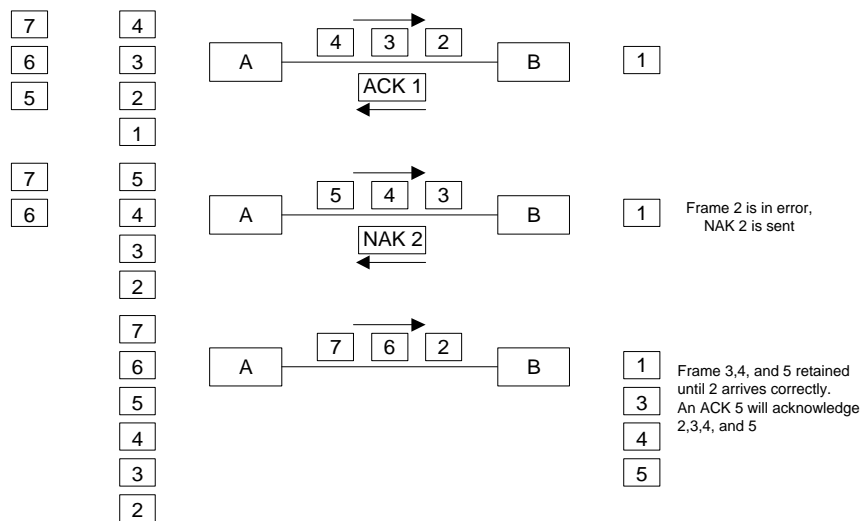 7 4 4 3 2
6 3 A B 1
5 2 ACK 1
1
7 5 5 4 3
6 4 A B 1 Frame 2 is in error,
NAK 2 is sent
3 NAK 2
2
7 7 6 2
6 A B 1 Frame 3,4, and 5 retained
until 2 arrives correctly.
5 3 An ACK 5 will acknowledge
2,3,4, and 5
4 4
3 5
2